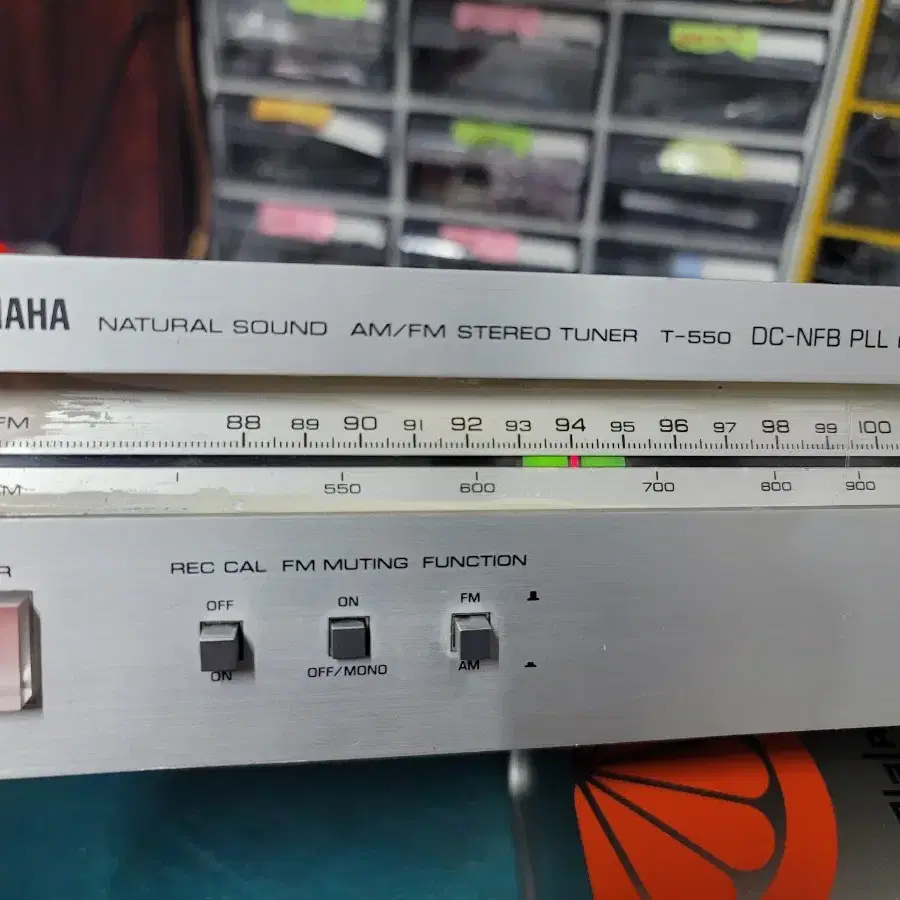 AHA NATURAL SOUND AM/FM STEREO TUNER T-550 DC-NFB PLL
FM 88 89 90 91 92 93 94 95 96 97 98 99 100
550 600 700 800 900
R REC CAL FM MUTING FUNCTION
OFF ON FM
ON OFF/MONO AM